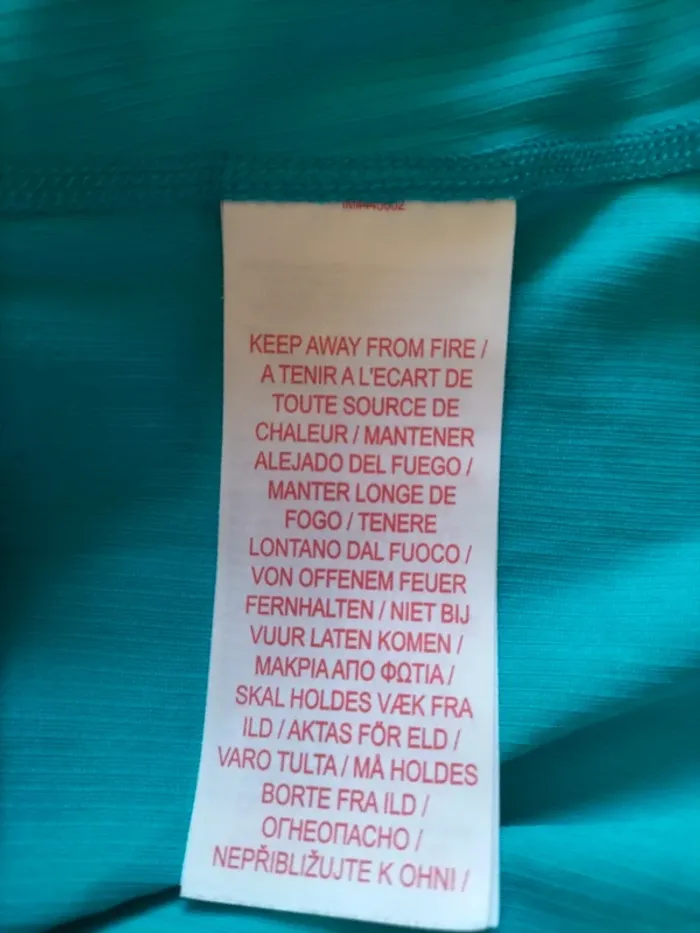 KEEP AWAY FROM FIRE /
A TENIR A L'ECART DE
TOUTE SOURCE DE
CHALEUR / MANTENER
ALEJADO DEL FUEGO /
MANTER LONGE DE
FOGO / TENERE
LONTANO DAL FUOCO /
VON OFFENEM FEUER
FERNHALTEN / NIET BIJ
VUUR LATEN KOMEN /
ΜΑΚΡΙΑ ΑΠΟ ΦΩΤΙΑ /
SKAL HOLDES VÆK FRA
ILD / AKTAS FÖR ELD /
VARO TULTA / MÅ HOLDES
BORTE FRA ILD /
ОГНЕОПАСНО /
NEPŘIBLIŽUJTE K OHNI /